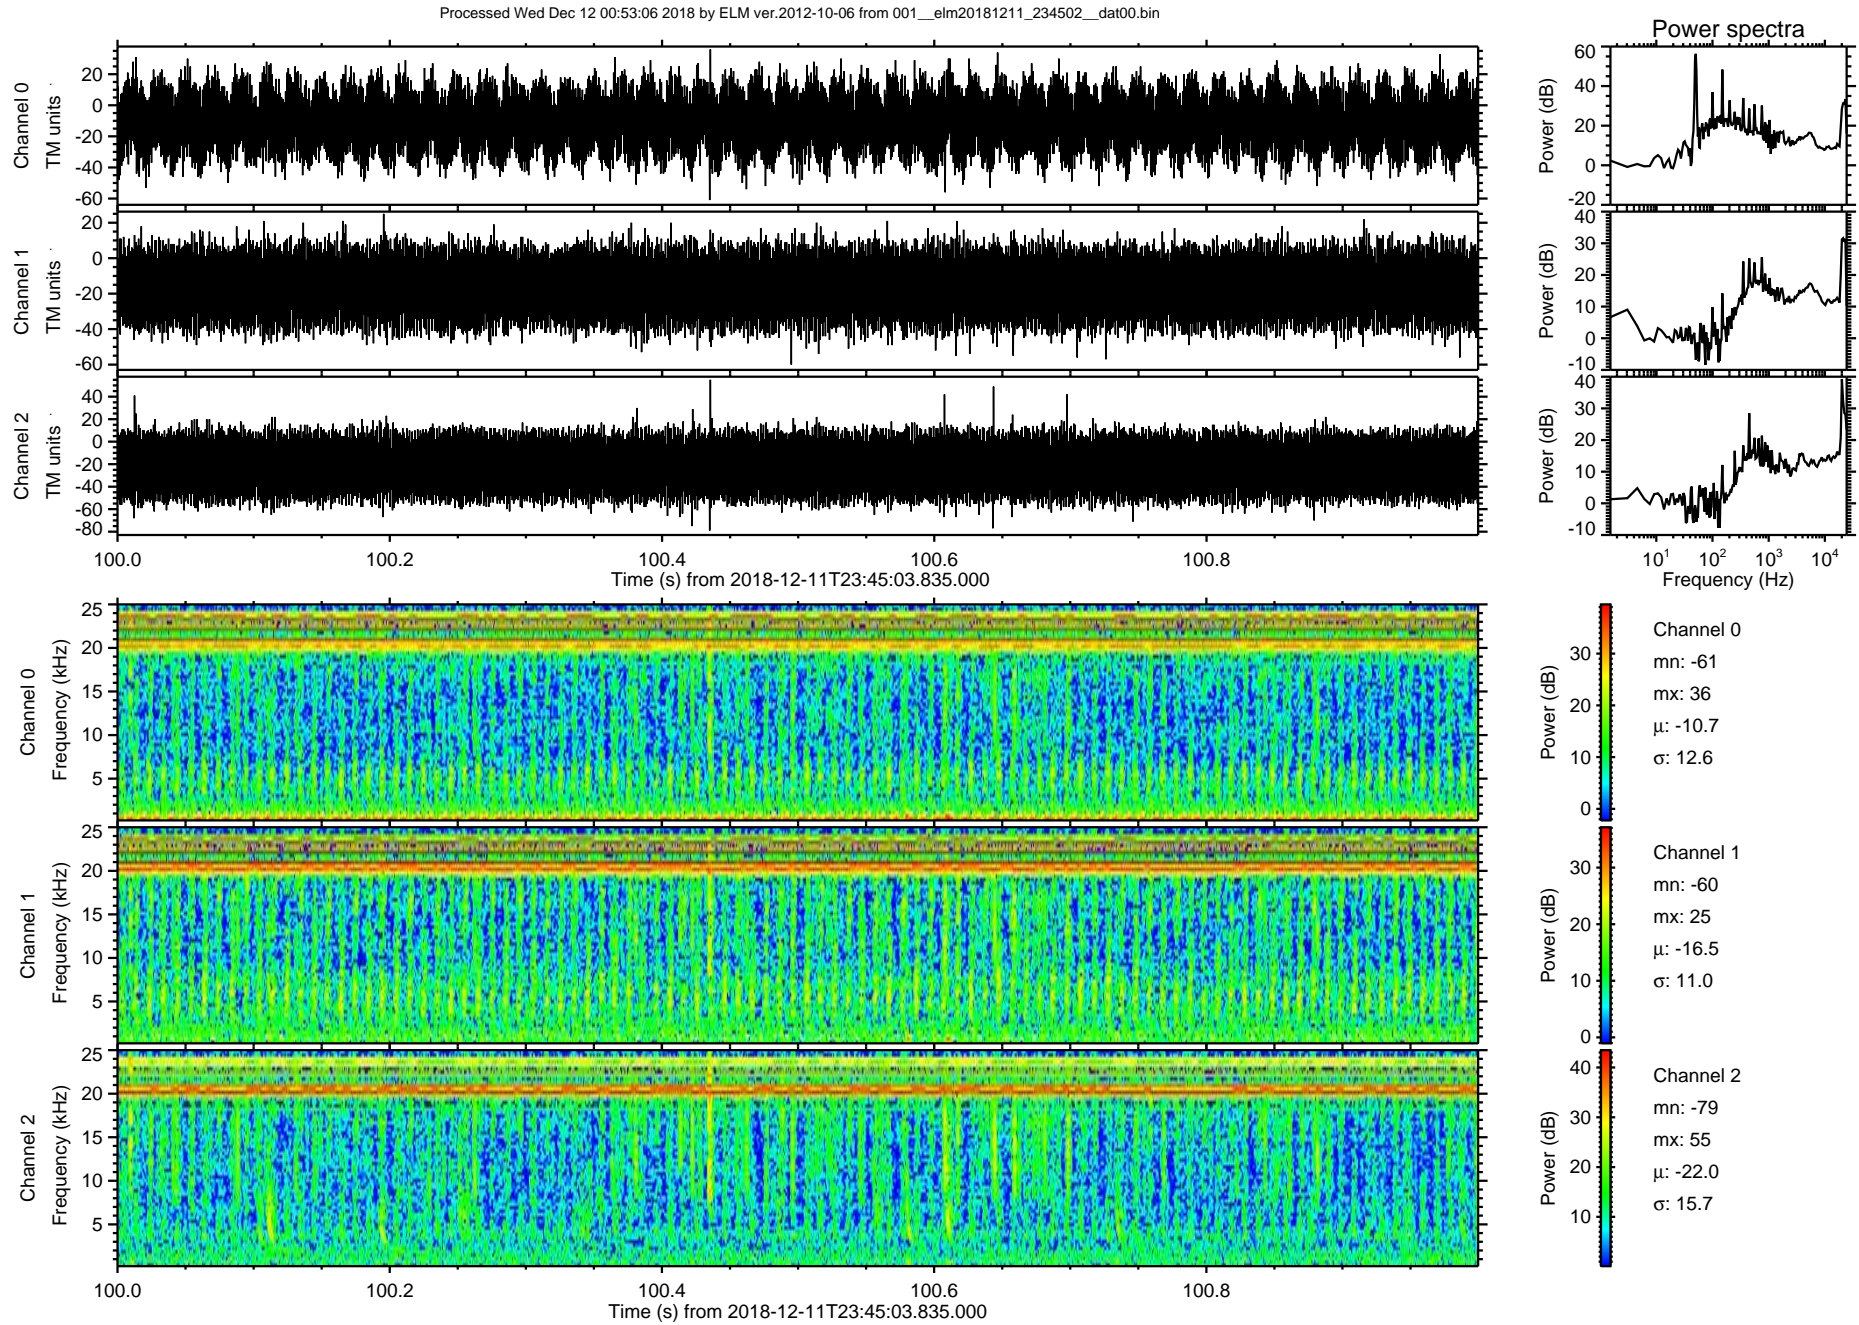 Processed Wed Dec 12 00:53:06 2018 by ELM ver.2012-10-06 from 001__elm20181211_234502__dat00.bin
Power spectra
Channel 0
TM units
20
0
-20
-40
-60
Power (dB)
60
40
20
0
-20
Channel 1
TM units
20
0
-20
-40
-60
Power (dB)
40
30
20
10
0
-10
Channel 2
TM units
40
20
0
-20
-40
-60
-80
Power (dB)
40
30
20
10
0
-10
100.0 100.2 100.4 100.6 100.8
Time (s) from 2018-12-11T23:45:03.835.000
10^1 10^2 10^3 10^4
Frequency (Hz)
Channel 0
Frequency (kHz)
25
20
15
10
5
Power (dB)
30
20
10
0
Channel 0
mn: -61
mx: 36
μ: -10.7
σ: 12.6
Channel 1
Frequency (kHz)
25
20
15
10
5
Power (dB)
30
20
10
0
Channel 1
mn: -60
mx: 25
μ: -16.5
σ: 11.0
Channel 2
Frequency (kHz)
25
20
15
10
5
Power (dB)
40
30
20
10
Channel 2
mn: -79
mx: 55
μ: -22.0
σ: 15.7
100.0 100.2 100.4 100.6 100.8
Time (s) from 2018-12-11T23:45:03.835.000